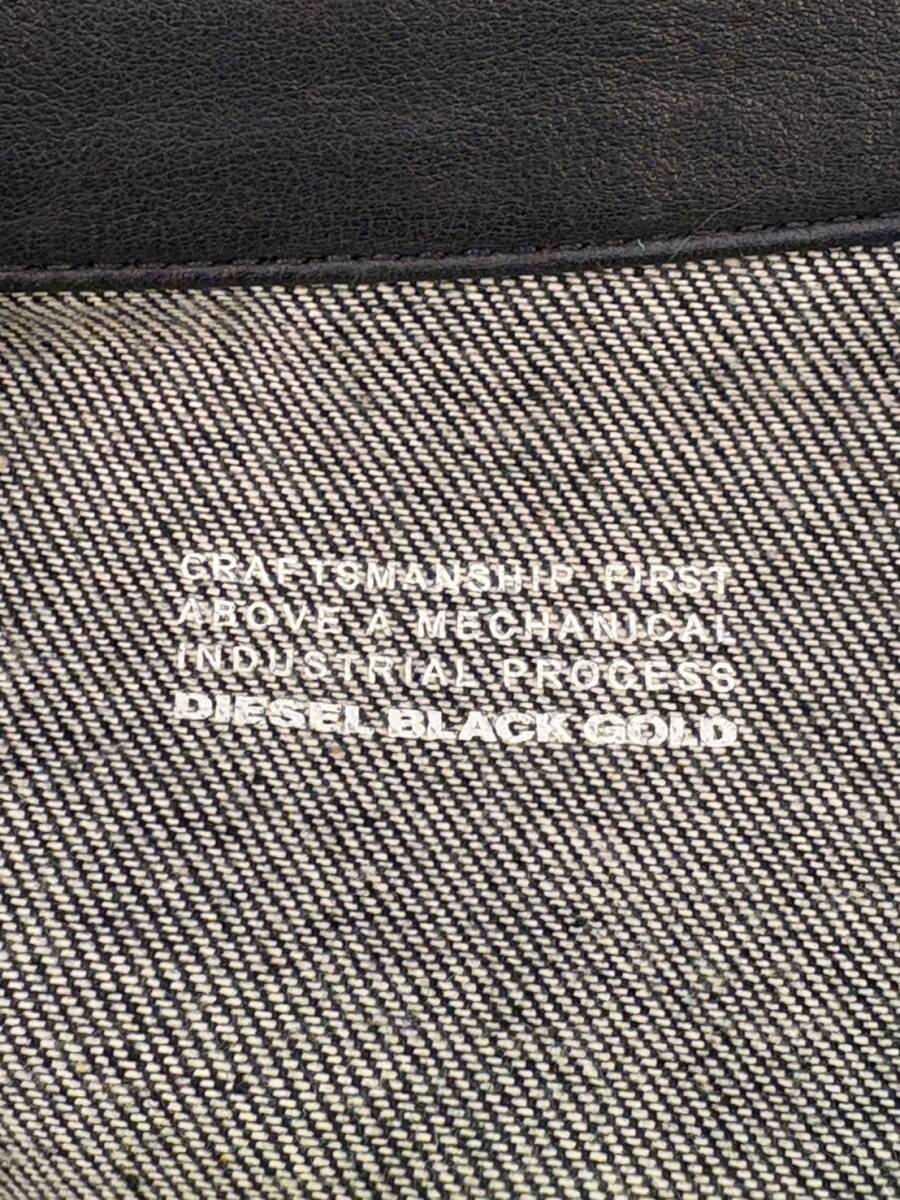 CRAFTSMANSHIP FIRST
ABOVE A MECHANICAL
INDUSTRIAL PROCESS
DIESEL BLACK GOLD